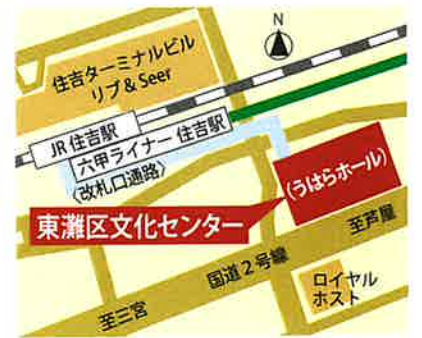 N
住吉ターミナルビル
リブ&Seer
JR住吉駅
六甲ライナー住吉駅
〈改札口通路〉
(うはらホール)
東灘区文化センター
至芦屋
国道2号線
至三宮
ロイヤル
ホスト